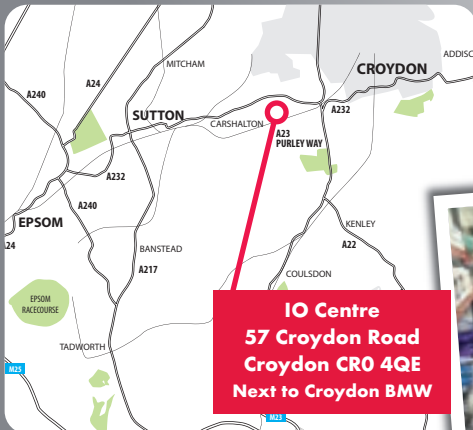 MITCHAM
ADDISC
CROYDON
A24
A240
SUTTON
CARSHALTON
A232
A23
PURLEY WAY
A232
A240
EPSOM
A24
KENLEY
BANSTEAD
A22
A217
COULSDON
EPSOM
RACECOURSE
IO Centre
57 Croydon Road
Croydon CR0 4QE
Next to Croydon BMW
TADWORTH
M25
M23